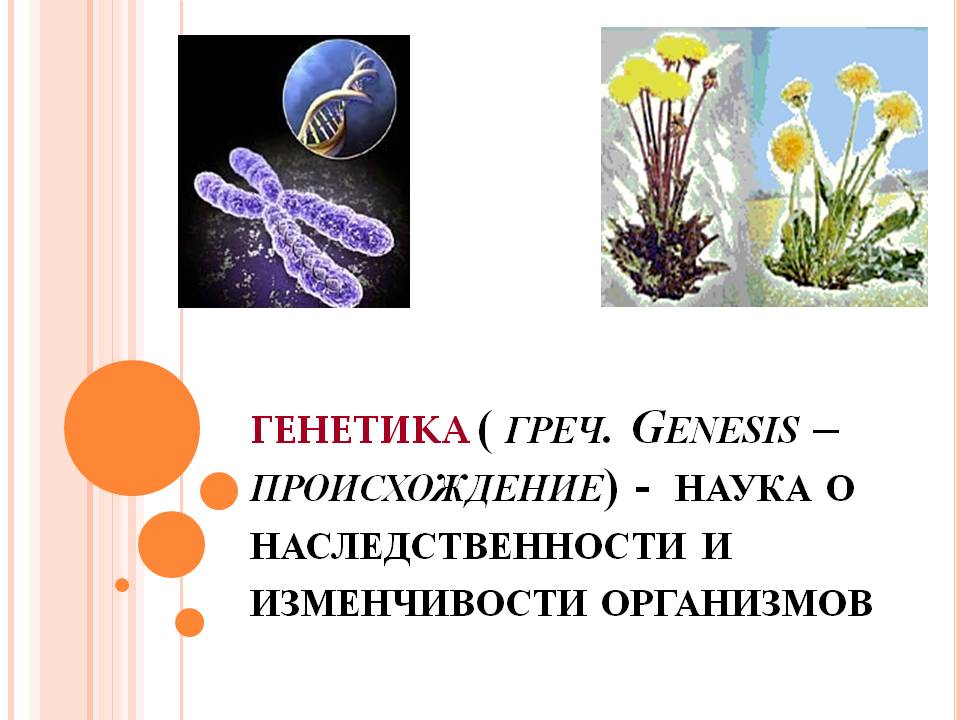 ГЕНЕТИКА ( ГРЕЧ. GENESIS –
ПРОИСХОЖДЕНИЕ) - НАУКА О
НАСЛЕДСТВЕННОСТИ И
ИЗМЕНЧИВОСТИ ОРГАНИЗМОВ